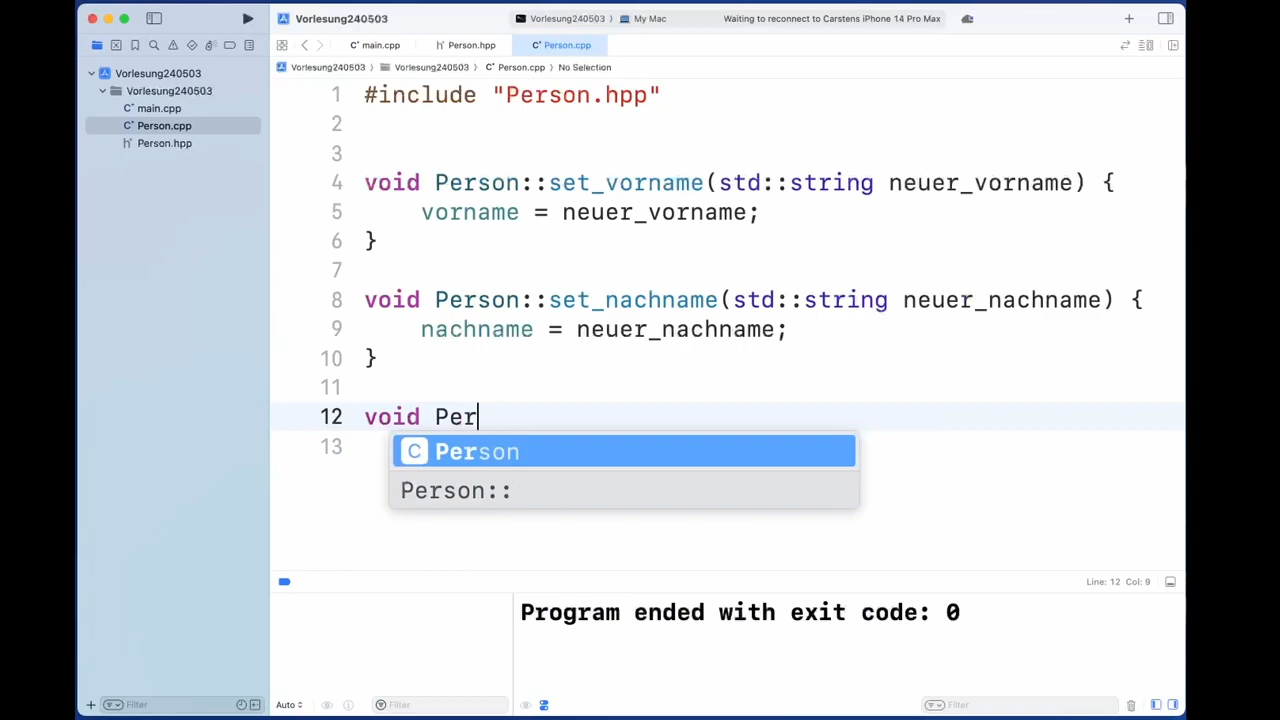 Vorlesung240503
Vorlesung240503 〉 My Mac
Waiting to reconnect to Carstens iPhone 14 Pro Max
main.cpp
Person.hpp
Person.cpp
Vorlesung240503
Vorlesung240503
main.cpp
Person.cpp
Person.hpp
Vorlesung240503 〉 Vorlesung240503 〉 Person.cpp 〉 No Selection
1 #include "Person.hpp"
2
3
4 void Person::set_vorname(std::string neuer_vorname) {
5 vorname = neuer_vorname;
6 }
7
8 void Person::set_nachname(std::string neuer_nachname) {
9 nachname = neuer_nachname;
10 }
11
12 void Per
13
C Person
Person::
Line: 12 Col: 9
Program ended with exit code: 0
Filter
Auto
Filter
Filter